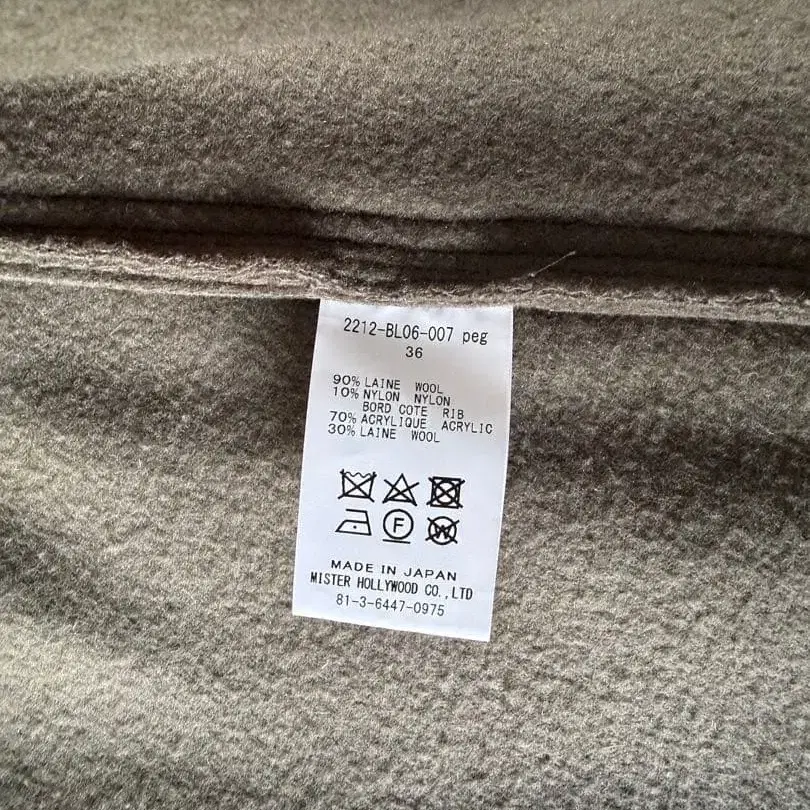 2212-BL06-007 peg
36
90% LAINE WOOL
10% NYLON NYLON
BORD COTE RIB
70% ACRYLIQUE ACRYLIC
30% LAINE WOOL
F
W
MADE IN JAPAN
MISTER HOLLYWOOD CO.,LTD
81-3-6447-0975